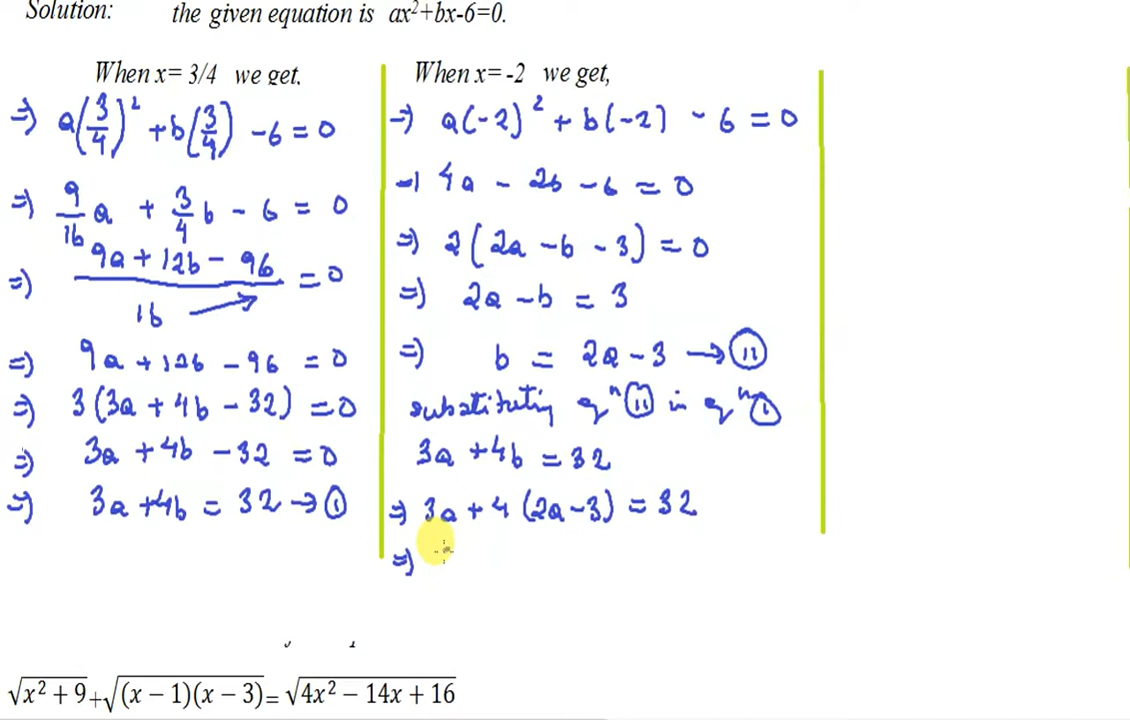 Solution: the given equation is ax²+bx-6=0.
When x= 3/4 we get.
=) a(3/4)² + b(3/4) - 6 = 0
=) 9/16 a + 3/4 b - 6 = 0
=) (9a + 12b - 96)/16 = 0
=) 9a + 12b - 96 = 0
=) 3(3a + 4b - 32) = 0
=) 3a + 4b - 32 = 0
=) 3a + 4b = 32 → ①
When x= -2 we get,
=) a(-2)² + b(-2) - 6 = 0
=) 4a - 2b - 6 = 0
=) 2(2a - b - 3) = 0
=) 2a - b = 3
=) b = 2a - 3 → ⑪
substituting eqⁿ ⑪ in eqⁿ ①
3a + 4b = 32
=) 3a + 4(2a - 3) = 32
=)
√(x² + 9) + √((x − 1)(x − 3)) = √(4x² − 14x + 16)